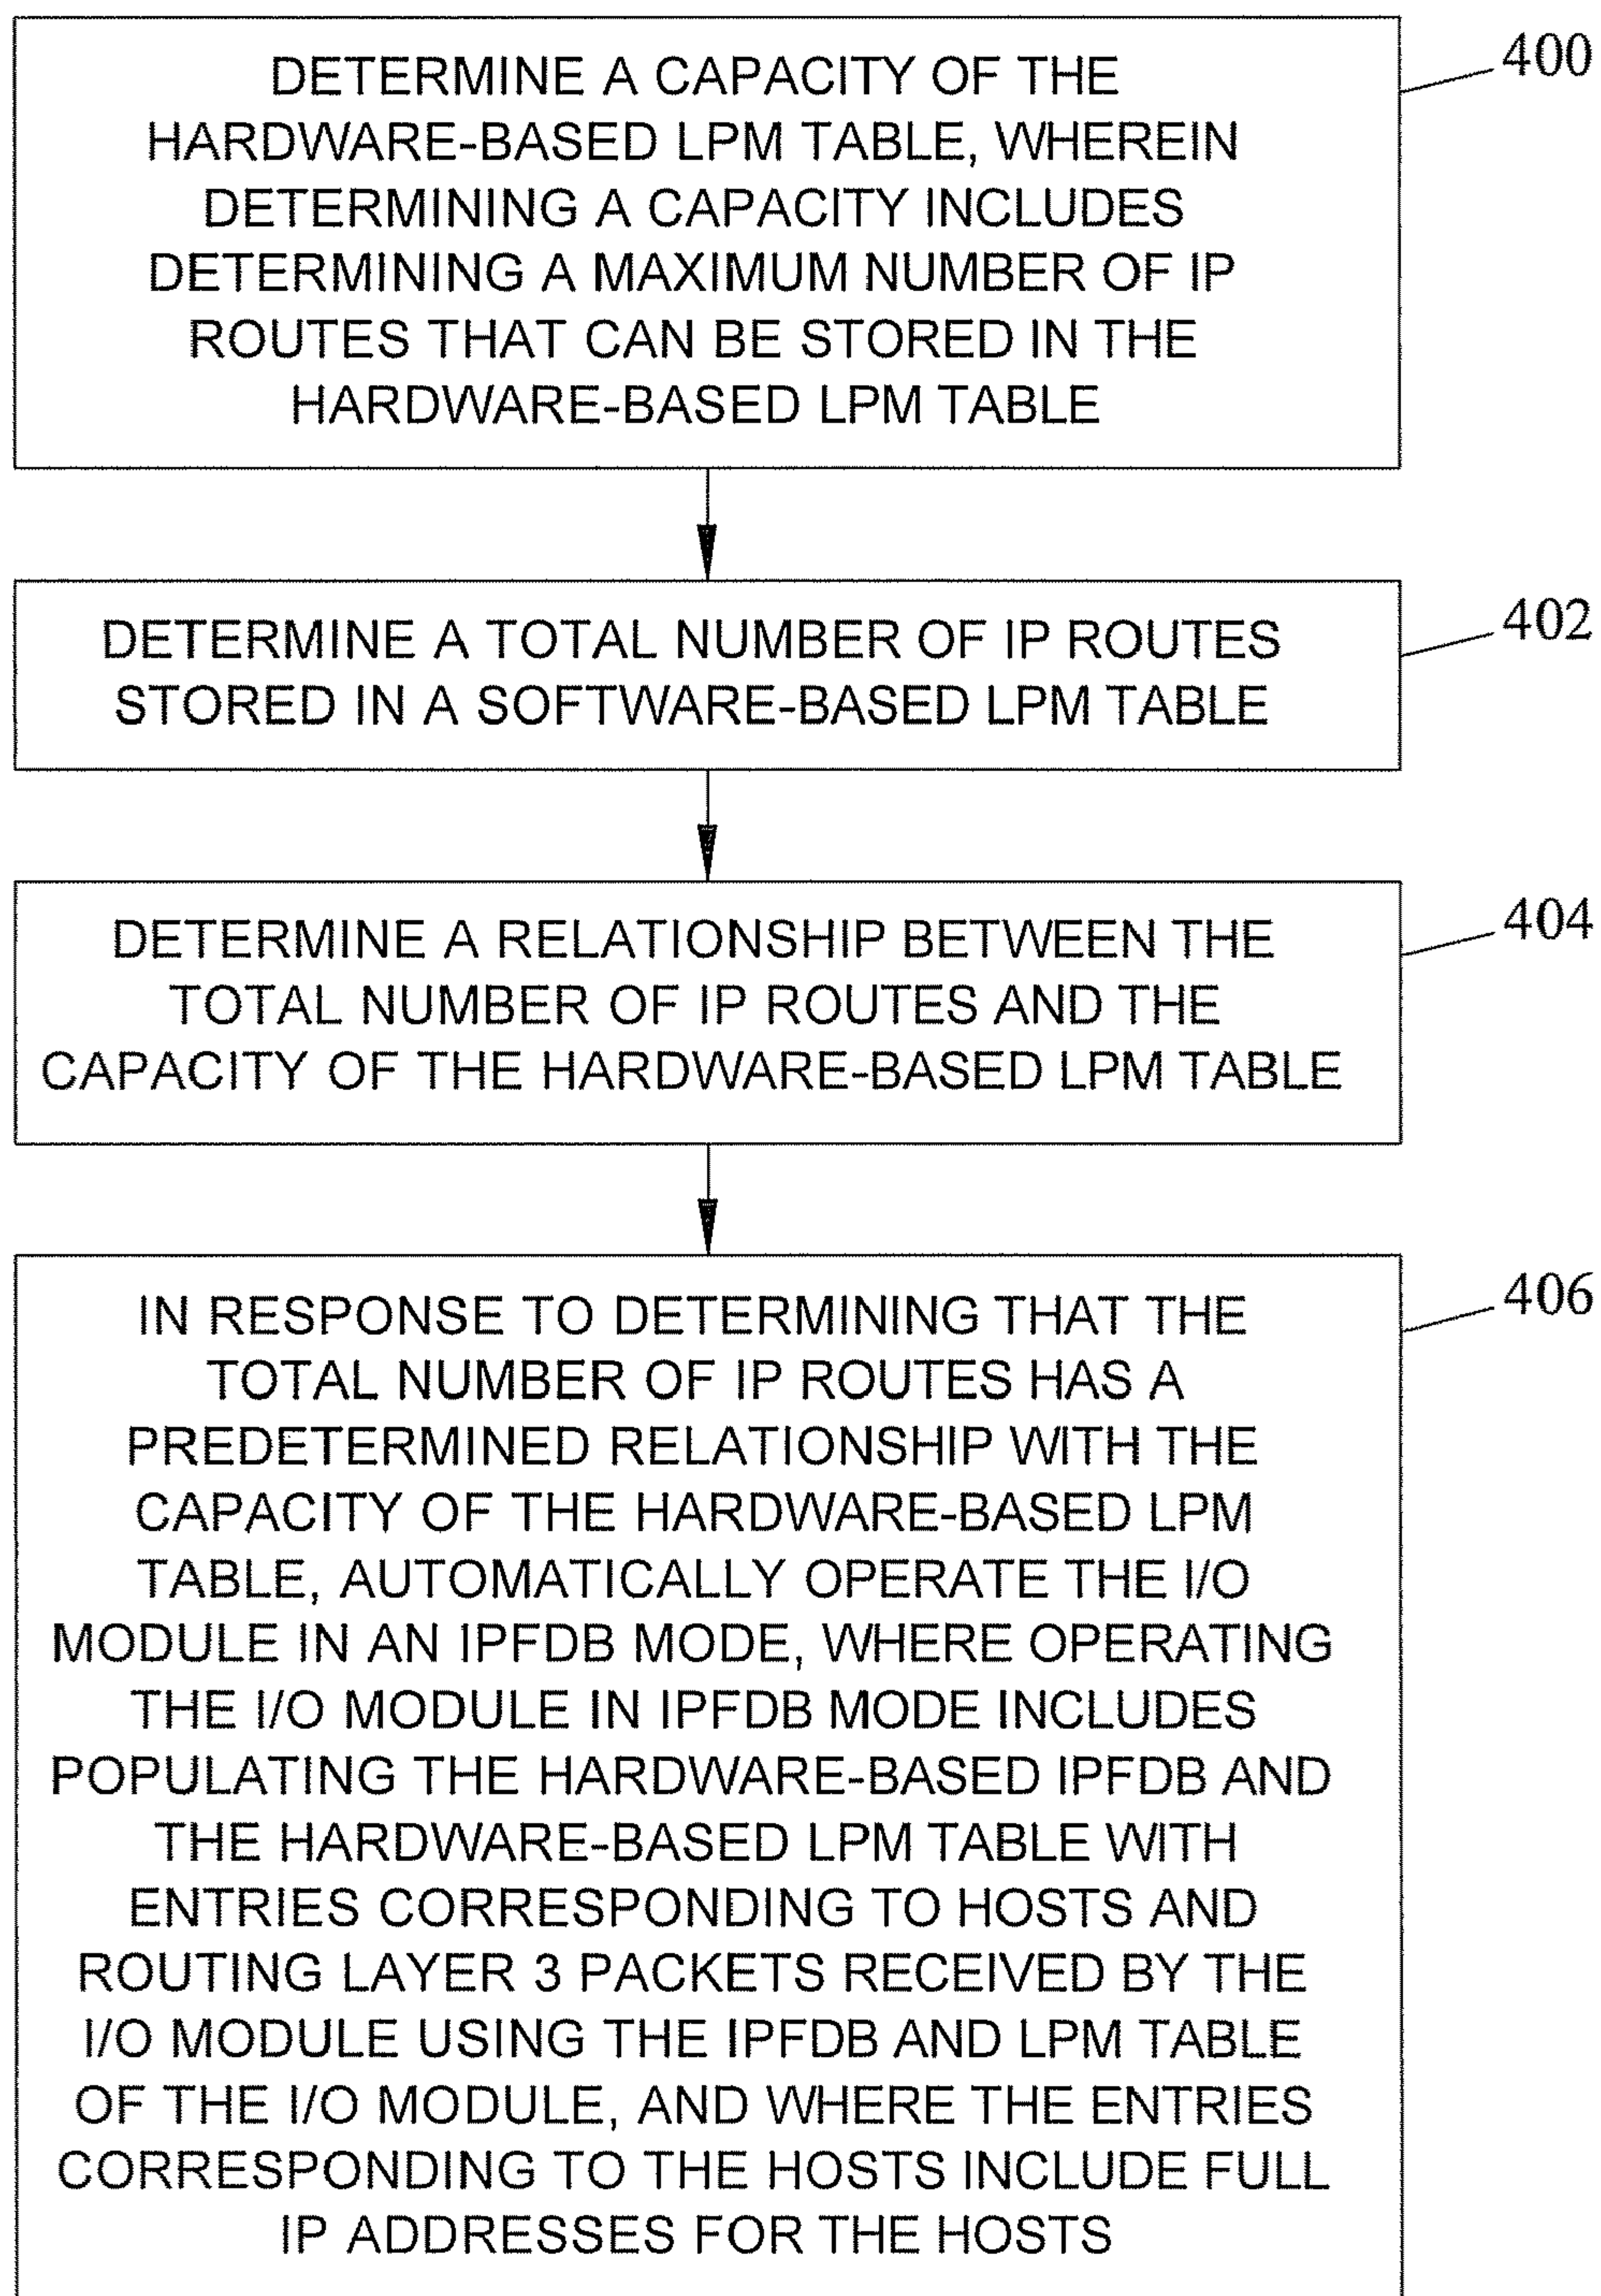 DETERMINE A CAPACITY OF THE
HARDWARE-BASED LPM TABLE, WHEREIN
DETERMINING A CAPACITY INCLUDES
DETERMINING A MAXIMUM NUMBER OF IP
ROUTES THAT CAN BE STORED IN THE
HARDWARE-BASED LPM TABLE
400
DETERMINE A TOTAL NUMBER OF IP ROUTES
STORED IN A SOFTWARE-BASED LPM TABLE
402
DETERMINE A RELATIONSHIP BETWEEN THE
TOTAL NUMBER OF IP ROUTES AND THE
CAPACITY OF THE HARDWARE-BASED LPM TABLE
404
IN RESPONSE TO DETERMINING THAT THE
TOTAL NUMBER OF IP ROUTES HAS A
PREDETERMINED RELATIONSHIP WITH THE
CAPACITY OF THE HARDWARE-BASED LPM
TABLE, AUTOMATICALLY OPERATE THE I/O
MODULE IN AN IPFDB MODE, WHERE OPERATING
THE I/O MODULE IN IPFDB MODE INCLUDES
POPULATING THE HARDWARE-BASED IPFDB AND
THE HARDWARE-BASED LPM TABLE WITH
ENTRIES CORRESPONDING TO HOSTS AND
ROUTING LAYER 3 PACKETS RECEIVED BY THE
I/O MODULE USING THE IPFDB AND LPM TABLE
OF THE I/O MODULE, AND WHERE THE ENTRIES
CORRESPONDING TO THE HOSTS INCLUDE FULL
IP ADDRESSES FOR THE HOSTS
406